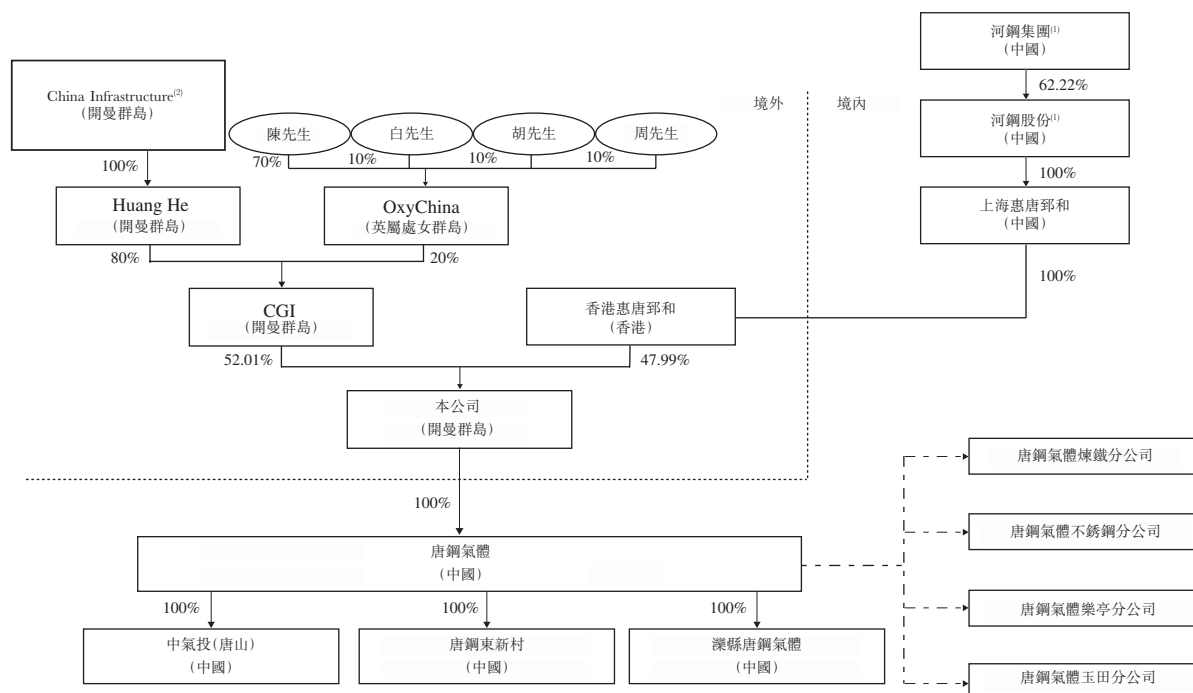 河鋼集團(1)
(中國)
62.22%
China Infrastructure(2)
(開曼群島)
境外
境內
河鋼股份(1)
(中國)
陳先生
白先生
胡先生
周先生
70%
10%
10%
10%
100%
100%
Huang He
(開曼群島)
OxyChina
(英屬處女群島)
上海惠唐郅和
(中國)
80%
20%
100%
CGI
(開曼群島)
香港惠唐郅和
(香港)
52.01%
47.99%
本公司
(開曼群島)
唐鋼氣體煉鐵分公司
100%
唐鋼氣體不銹鋼分公司
唐鋼氣體
(中國)
100%
100%
100%
唐鋼氣體樂亭分公司
中氣投(唐山)
(中國)
唐鋼東新村
(中國)
灤縣唐鋼氣體
(中國)
唐鋼氣體玉田分公司